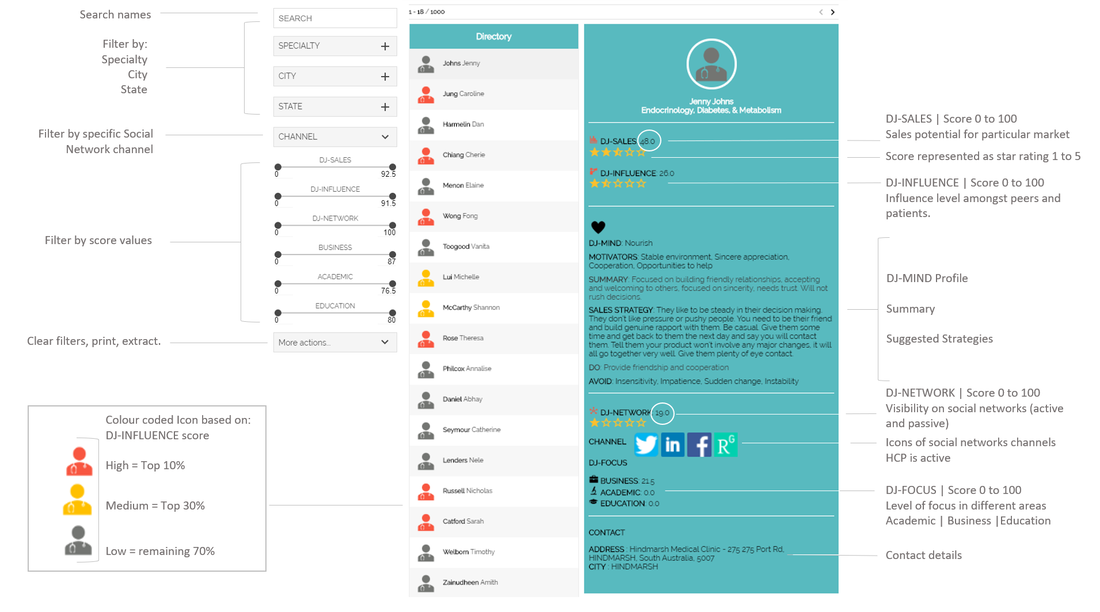 Search names
Filter by:
Specialty
City
State
Filter by specific Social
Network channel
Filter by score values
Clear filters, print, extract.
Colour coded Icon based on:
DJ-INFLUENCE score
High = Top 10%
Medium = Top 30%
Low = remaining 70%
SEARCH
SPECIALTY +
CITY +
STATE +
CHANNEL
DJ-SALES
0 92.5
DJ-INFLUENCE
0 91.5
DJ-NETWORK
0 100
BUSINESS
0 87
ACADEMIC
0 76.5
EDUCATION
0 80
More actions..
1 - 18 / 1000
Directory
Johns Jenny
Jung Caroline
Harmelin Dan
Chiang Cherie
Menon Elaine
Wong Fong
Toogood Vanita
Lui Michelle
McCarthy Shannon
Rose Theresa
Philcox Annalise
Daniel Abhay
Seymour Catherine
Lenders Nele
Russell Nicholas
Catford Sarah
Welborn Timothy
Zainudheen Amith
Jenny Johns
Endocrinology, Diabetes, & Metabolism
DJ-SALES 48.0
DJ-INFLUENCE: 26.0
DJ-MIND: Nourish
MOTIVATORS: Stable environment, Sincere appreciation,
Cooperation, Opportunities to help
SUMMARY: Focused on building friendly relationships, accepting
and welcoming to others, focused on sincerity, needs trust. Will not
rush decisions.
SALES STRATEGY: They like to be steady in their decision making.
They don't like pressure or pushy people. You need to be their friend
and build genuine rapport with them. Be casual. Give them some
time and get back to them the next day and say you will contact
them. Tell them your product won't involve any major changes, it will
all go together very well. Give them plenty of eye contact.
DO: Provide friendship and cooperation
AVOID: Insensitivity, Impatience, Sudden change, Instability
DJ-NETWORK 19.0
CHANNEL
in
f
RG
DJ-FOCUS
BUSINESS: 21.5
ACADEMIC: 0.0
EDUCATION: 0.0
CONTACT
ADDRESS : Hindmarsh Medical Clinic - 275 275 Port Rd,
HINDMARSH, South Australia, 5007
CITY : HINDMARSH
DJ-SALES | Score 0 to 100
Sales potential for particular market
Score represented as star rating 1 to 5
DJ-INFLUENCE | Score 0 to 100
Influence level amongst peers and
patients.
DJ-MIND Profile
Summary
Suggested Strategies
DJ-NETWORK | Score 0 to 100
Visibility on social networks (active
and passive)
Icons of social networks channels
HCP is active
DJ-FOCUS | Score 0 to 100
Level of focus in different areas
Academic | Business |Education
Contact details